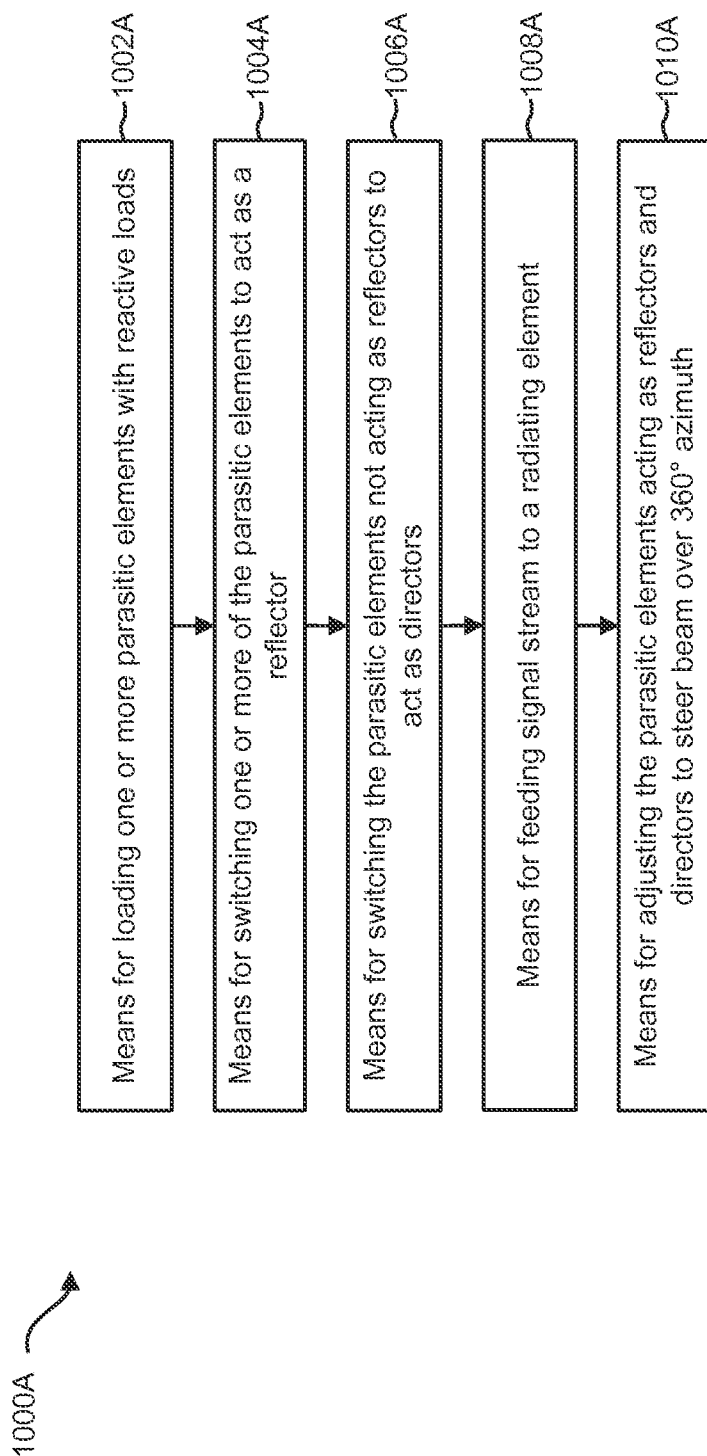 1000A
Means for loading one or more parasitic elements with reactive loads
1002A
Means for switching one or more of the parasitic elements to act as a
reflector
1004A
Means for switching the parasitic elements not acting as reflectors to
act as directors
1006A
Means for feeding signal stream to a radiating element
1008A
Means for adjusting the parasitic elements acting as reflectors and
directors to steer beam over 360° azimuth
1010A